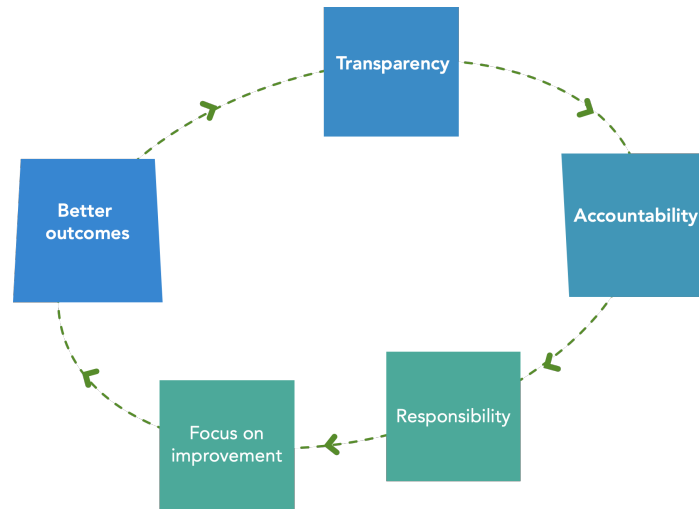 Transparency
Accountability
Responsibility
Focus on
improvement
Better
outcomes